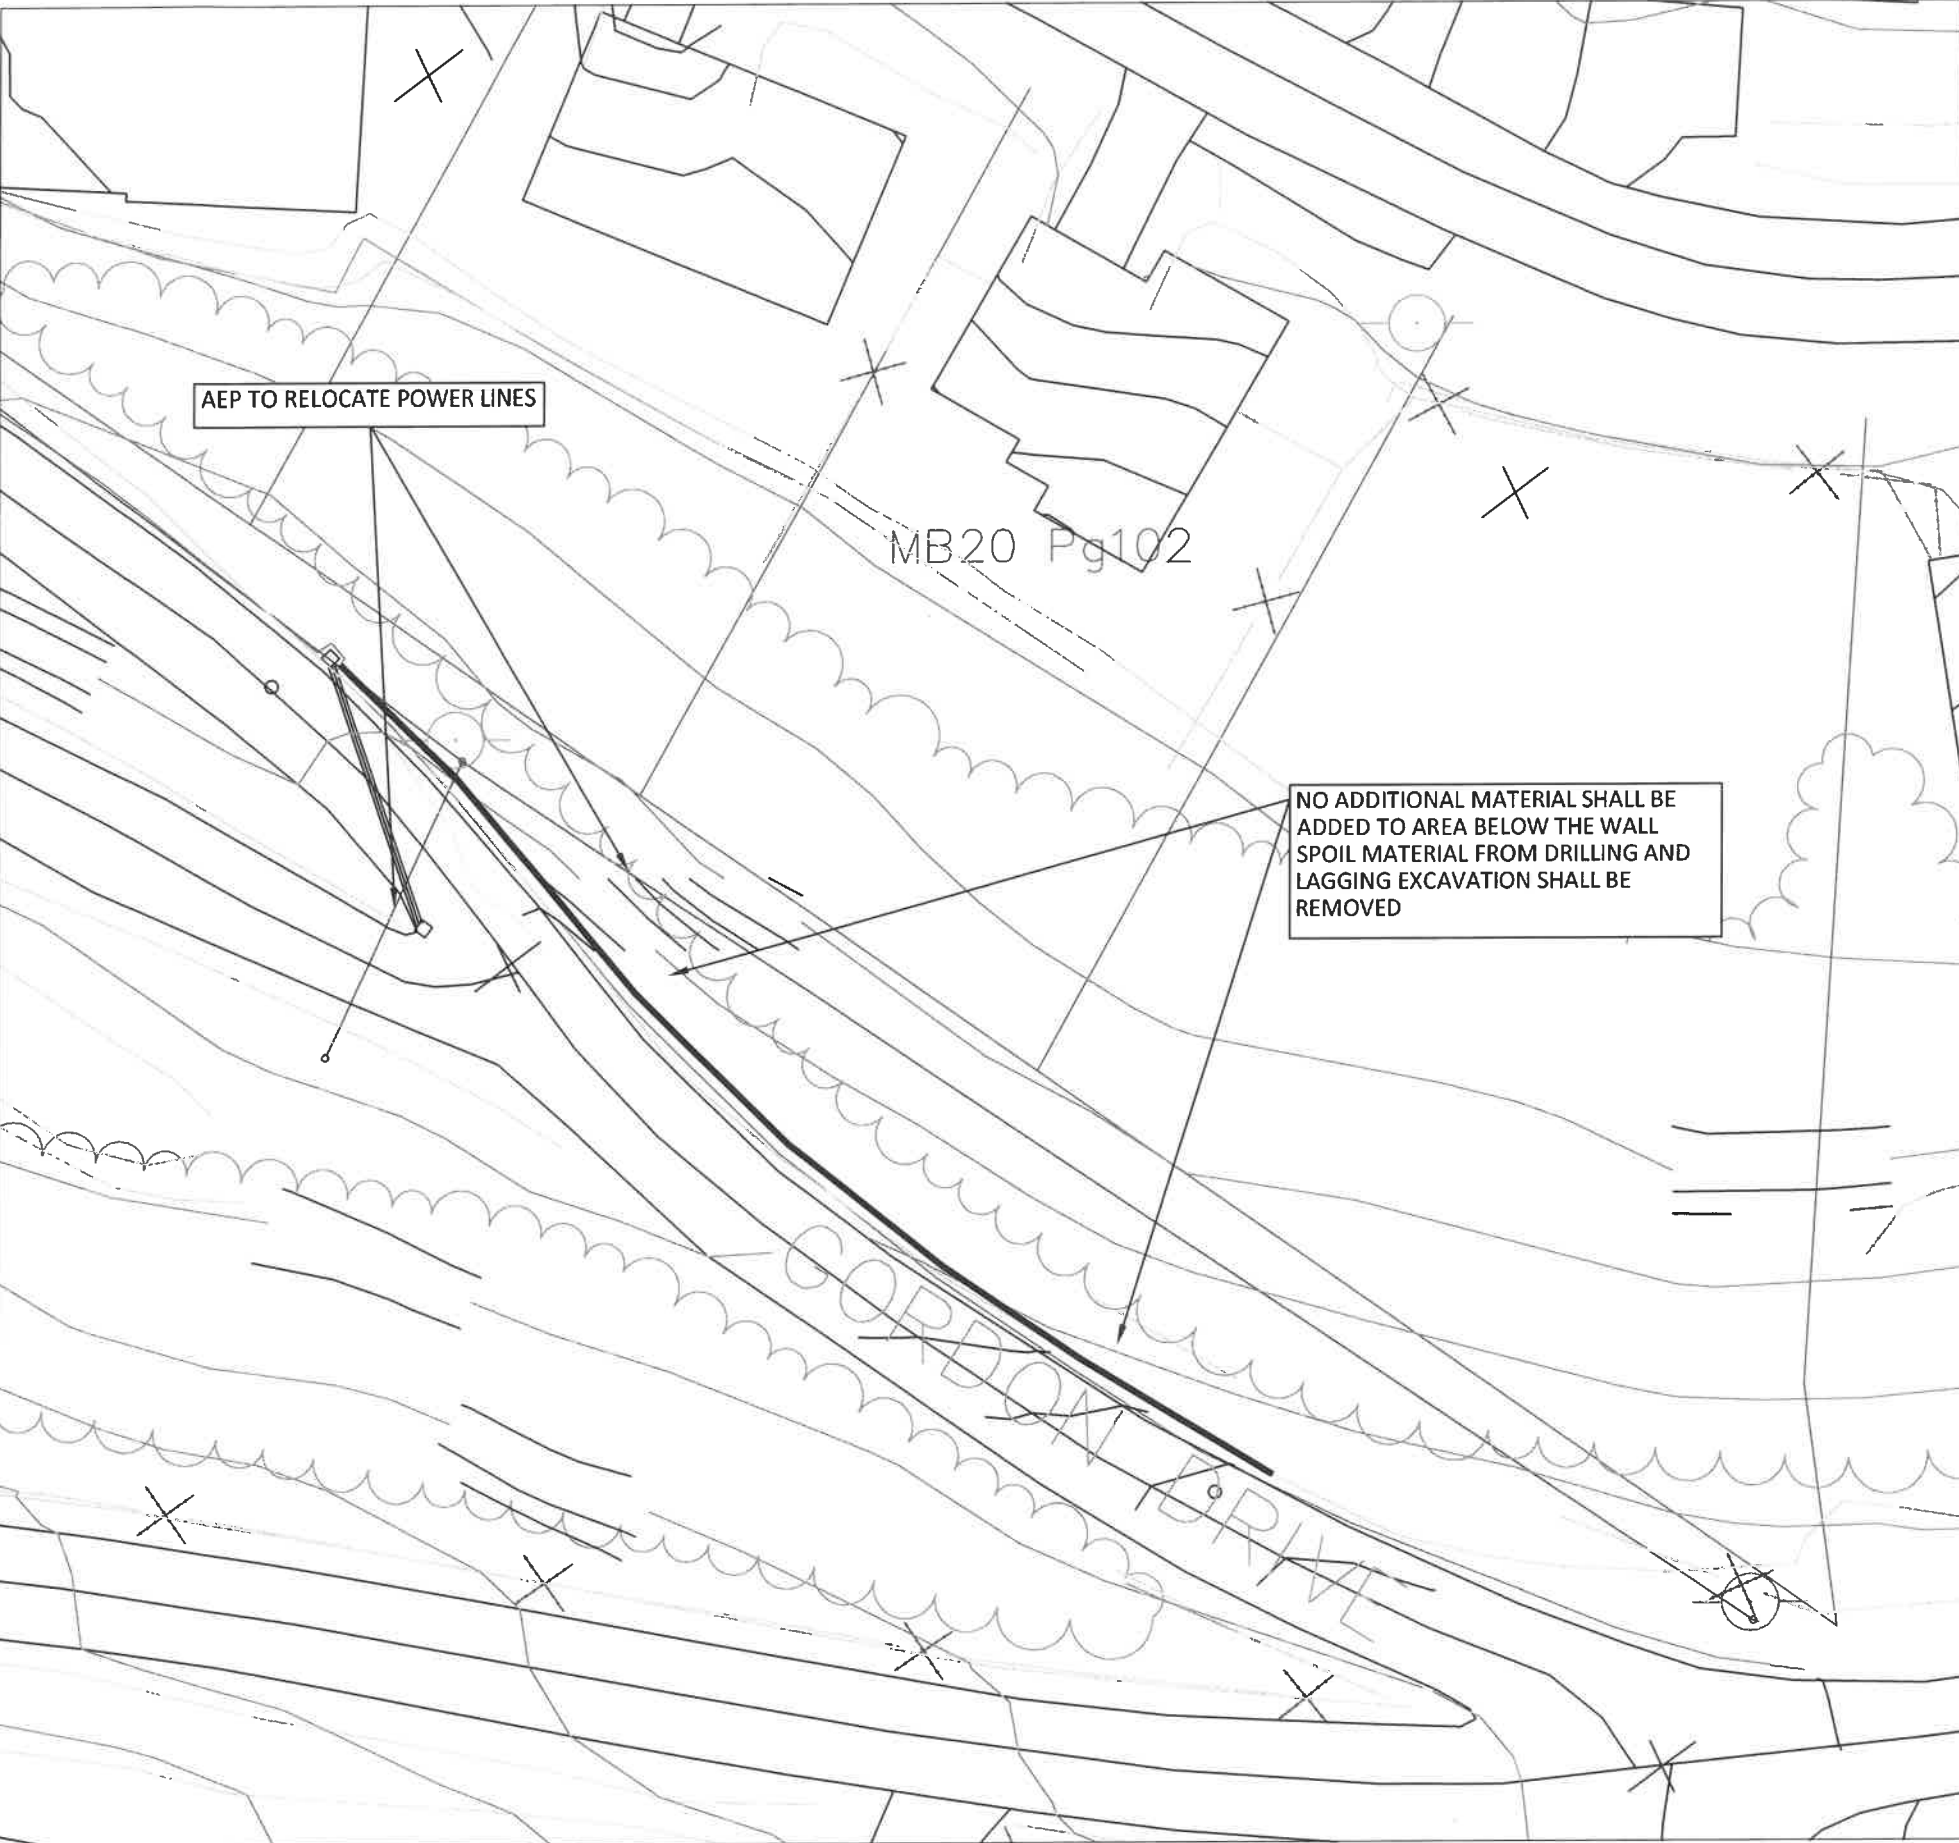 AEP TO RELOCATE POWER LINES
MB20 Pg102
NO ADDITIONAL MATERIAL SHALL BE
ADDED TO AREA BELOW THE WALL
SPOIL MATERIAL FROM DRILLING AND
LAGGING EXCAVATION SHALL BE
REMOVED
GORDON DRIVE